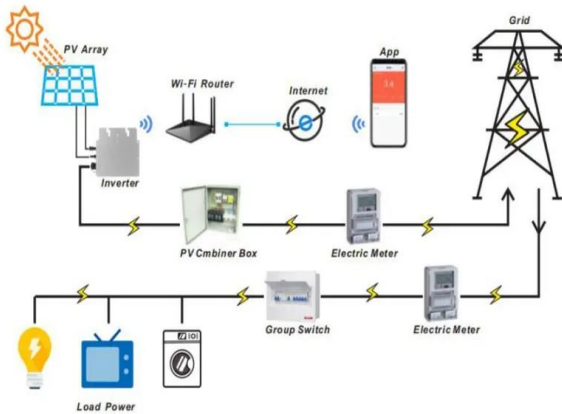 Grid
PV Array
App
Wi-Fi Router
Internet
Inverter
PV Cmbiner Box
Electric Meter
Group Switch
Electric Meter
Load Power